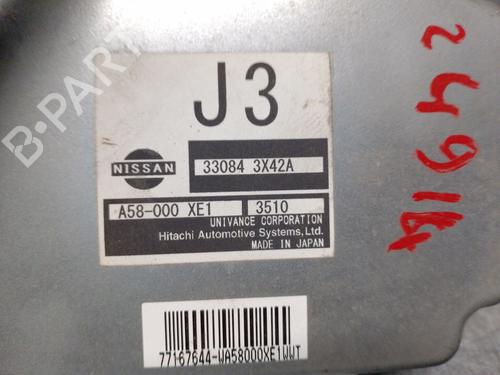 J3
NISSAN
33084 3X42A
A58-000 XE1 3510
UNIVANCE CORPORATION
Hitachi Automotive Systems,Ltd.
MADE IN JAPAN
77167644-WA58000XE1WWT
B-PARTS